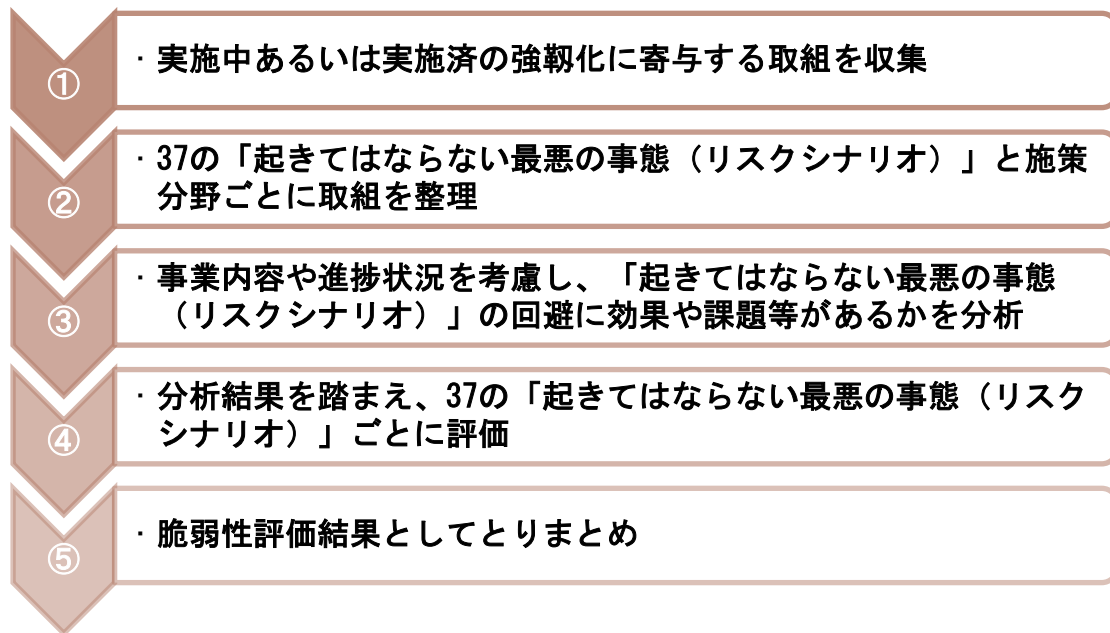 ①
・実施中あるいは実施済の強靱化に寄与する取組を収集
②
・37の「起きてはならない最悪の事態（リスクシナリオ）」と施策
分野ごとに取組を整理
③
・事業内容や進捗状況を考慮し、「起きてはならない最悪の事態
（リスクシナリオ）」の回避に効果や課題等があるかを分析
④
・分析結果を踏まえ、37の「起きてはならない最悪の事態（リスク
シナリオ）」ごとに評価
⑤
・脆弱性評価結果としてとりまとめ